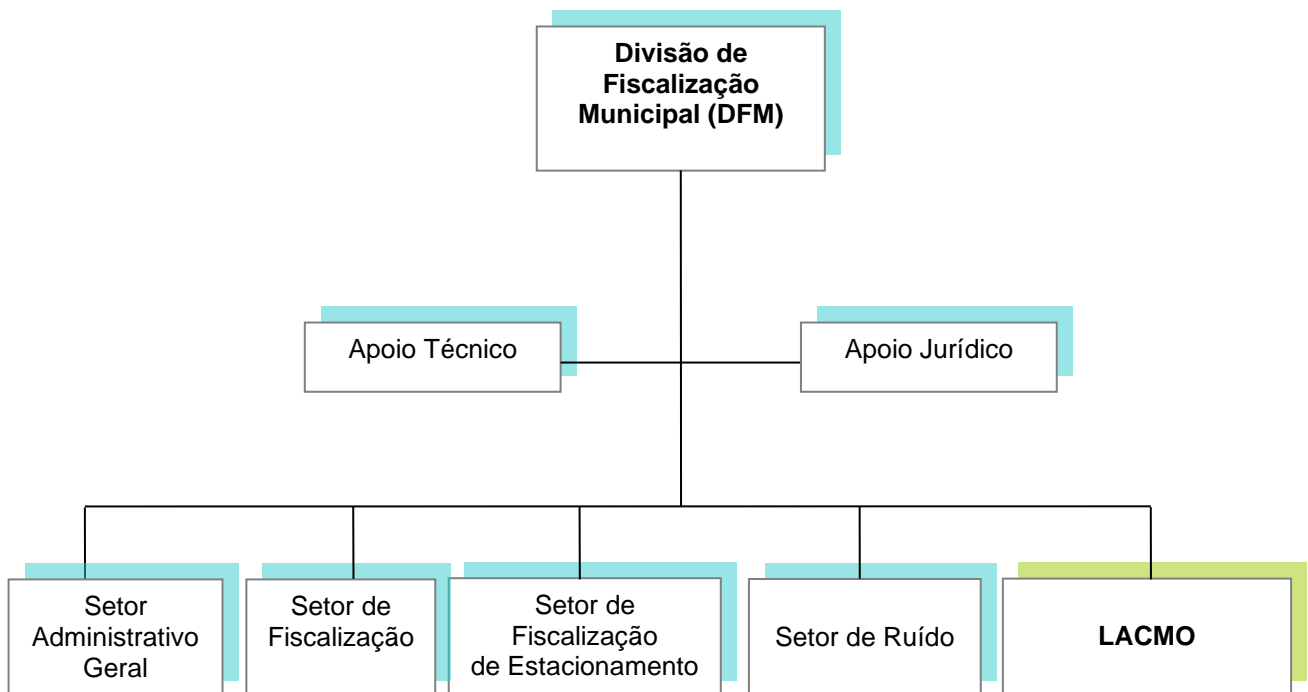 Divisão de
Fiscalização
Municipal (DFM)
Apoio Técnico
Apoio Jurídico
Setor
Administrativo
Geral
Setor de
Fiscalização
Setor de
Fiscalização
de Estacionamento
Setor de Ruído
LACMO